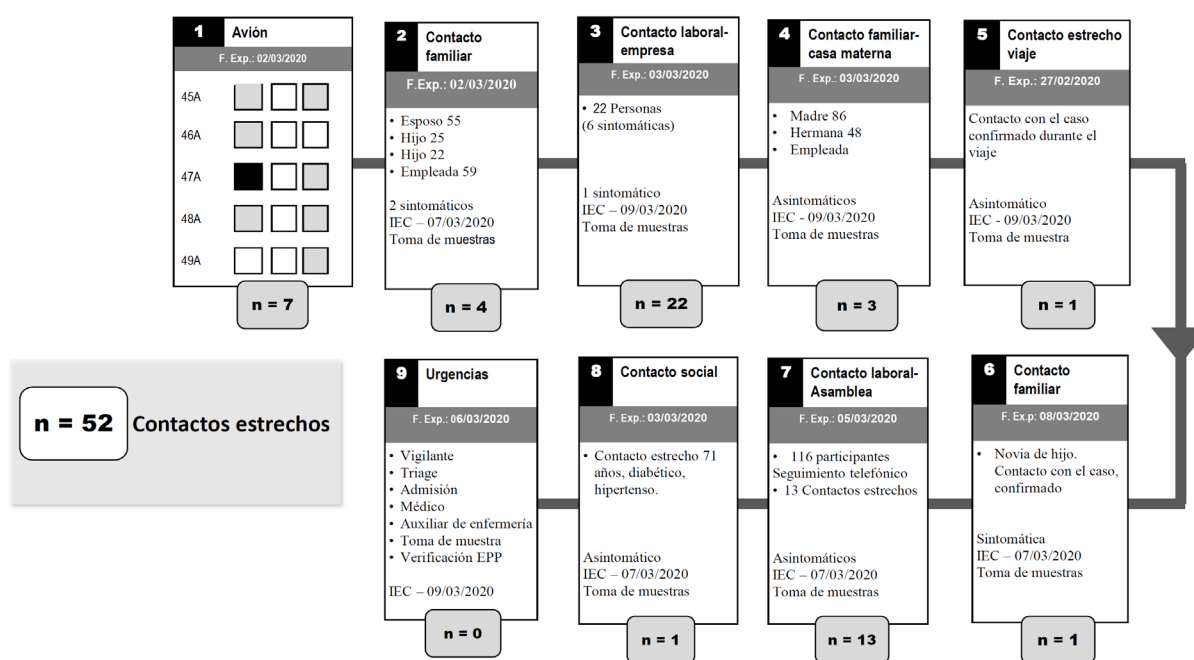 1 Avión
F. Exp.: 02/03/2020
45A
46A
47A
48A
49A
n = 7
2 Contacto
familiar
F.Exp.: 02/03/2020
• Esposo 55
• Hijo 25
• Hijo 22
• Empleada 59
2 sintomáticos
IEC – 07/03/2020
Toma de muestras
n = 4
3 Contacto laboral-
empresa
F. Exp.: 03/03/2020
• 22 Personas
(6 sintomáticas)
1 sintomático
IEC – 09/03/2020
Toma de muestras
n = 22
4 Contacto familiar-
casa materna
F. Exp.: 03/03/2020
• Madre 86
• Hermana 48
• Empleada
Asintomáticos
IEC - 09/03/2020
Toma de muestras
n = 3
5 Contacto estrecho
viaje
F. Exp.: 27/02/2020
Contacto con el caso
confirmado durante el
viaje
Asintomático
IEC - 09/03/2020
Toma de muestra
n = 1
6 Contacto
familiar
F. Exp.: 08/03/2020
• Novia de hijo.
Contacto con el caso,
confirmado
Sintomática
IEC – 07/03/2020
Toma de muestras
n = 1
7 Contacto laboral-
Asamblea
F. Exp.: 05/03/2020
• 116 participantes
Seguimiento telefónico
• 13 Contactos estrechos
Asintomáticos
IEC – 07/03/2020
Toma de muestras
n = 13
8 Contacto social
F. Exp.: 03/03/2020
• Contacto estrecho 71
años, diabético,
hipertenso.
Asintomático
IEC – 07/03/2020
Toma de muestras
n = 1
9 Urgencias
F. Exp.: 06/03/2020
• Vigilante
• Triage
• Admisión
• Médico
• Auxiliar de enfermería
• Toma de muestra
• Verificación EPP
IEC – 09/03/2020
n = 0
n = 52 Contactos estrechos